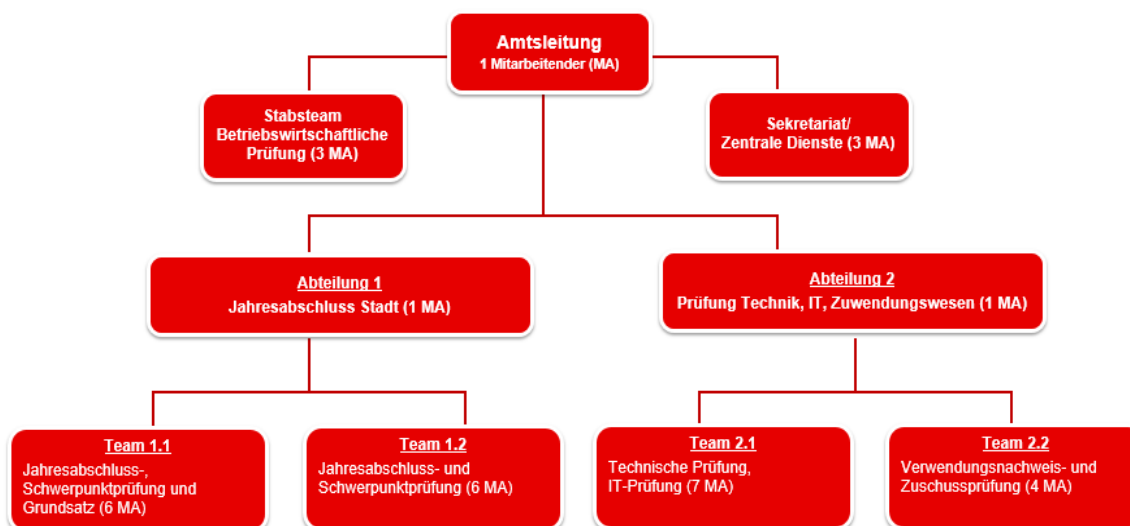 Amtsleitung
1 Mitarbeitender (MA)
Stabsteam
Betriebswirtschaftliche
Prüfung (3 MA)
Sekretariat/
Zentrale Dienste (3 MA)
Abteilung 1
Jahresabschluss Stadt (1 MA)
Abteilung 2
Prüfung Technik, IT, Zuwendungswesen (1 MA)
Team 1.1
Jahresabschluss-,
Schwerpunktprüfung und
Grundsatz (6 MA)
Team 1.2
Jahresabschluss- und
Schwerpunktprüfung (6 MA)
Team 2.1
Technische Prüfung,
IT-Prüfung (7 MA)
Team 2.2
Verwendungsnachweis- und
Zuschussprüfung (4 MA)